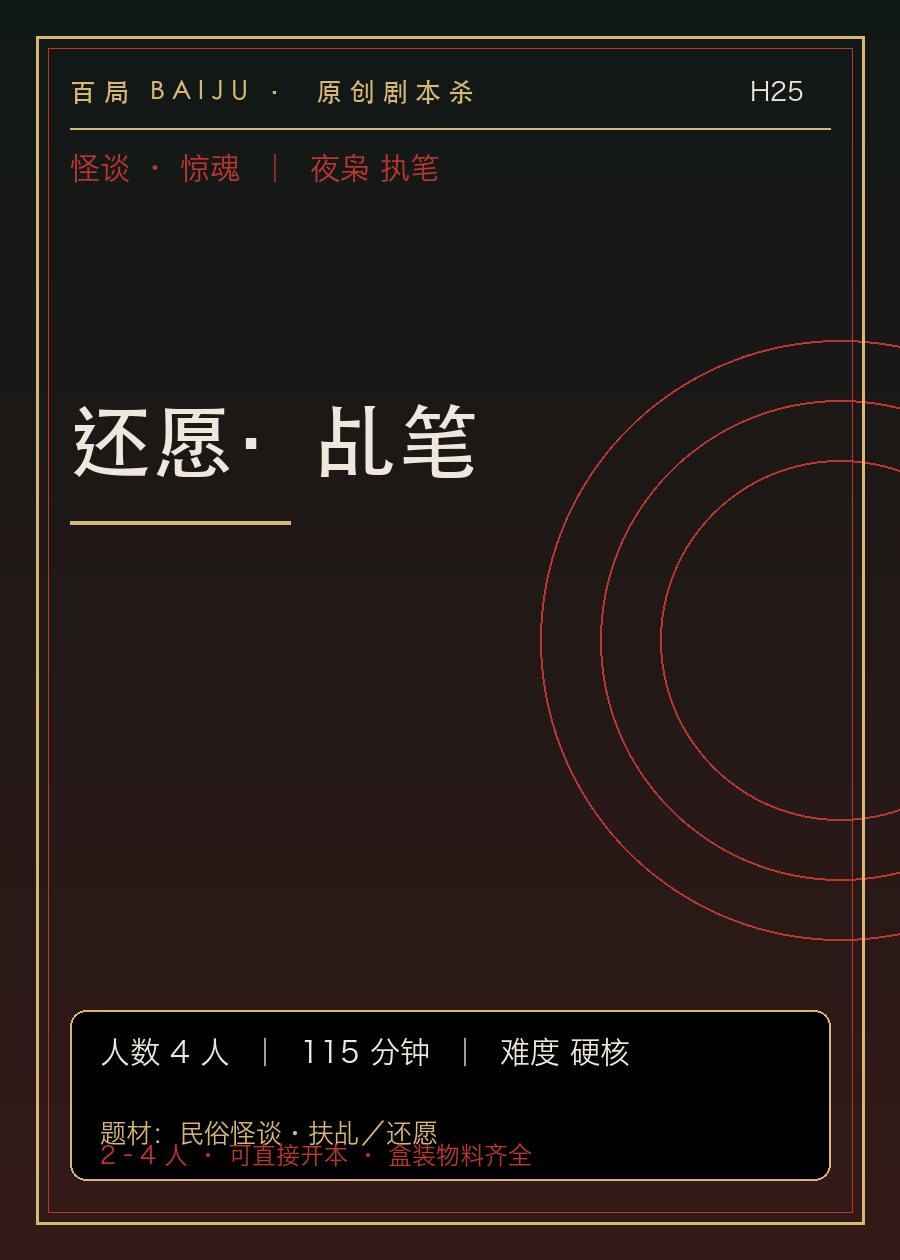 百局 BAIJU · 原创剧本杀
H25
怪谈 · 惊魂 ｜ 夜枭 执笔
还愿· 乩笔
人数 4 人 ｜ 115 分钟 ｜ 难度 硬核
题材：民俗怪谈·扶乩／还愿
2-4 人 · 可直接开本 · 盒装物料齐全